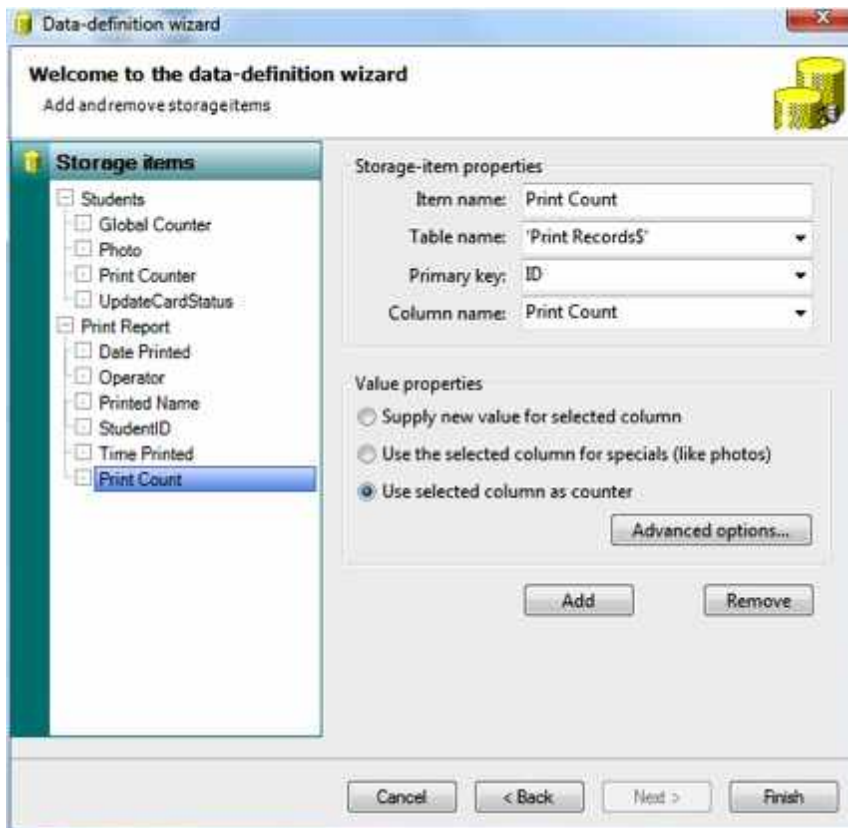 Data-definition wizard
Welcome to the data-definition wizard
Add and remove storage items
Storage items
Students
Global Counter
Photo
Print Counter
UpdateCardStatus
Print Report
Date Printed
Operator
Printed Name
StudentID
Time Printed
Print Count
Storage-item properties
Item name: Print Count
Table name: 'Print Records$'
Primary key: ID
Column name: Print Count
Value properties
Supply new value for selected column
Use the selected column for specials (like photos)
Use selected column as counter
Advanced options...
Add Remove
Cancel < Back Next > Finish